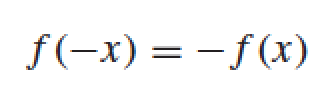 f(−x) = −f(x)